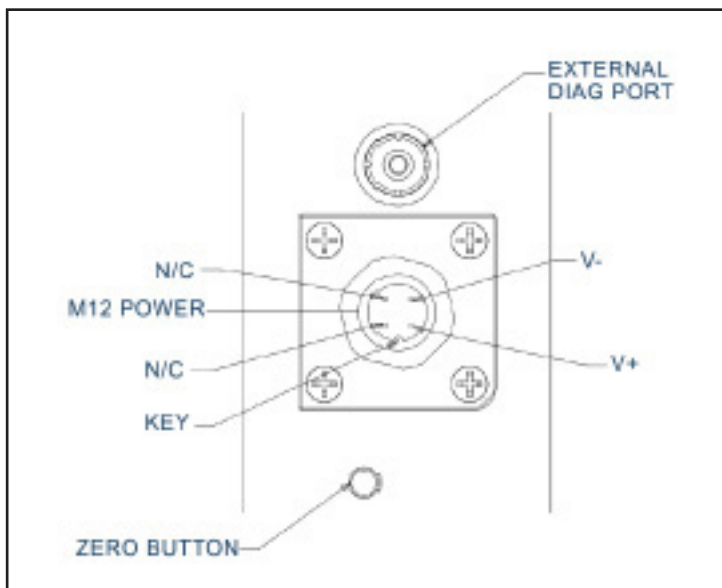 EXTERNAL
DIAG PORT
N/C
V-
M12 POWER
N/C
V+
KEY
ZERO BUTTON